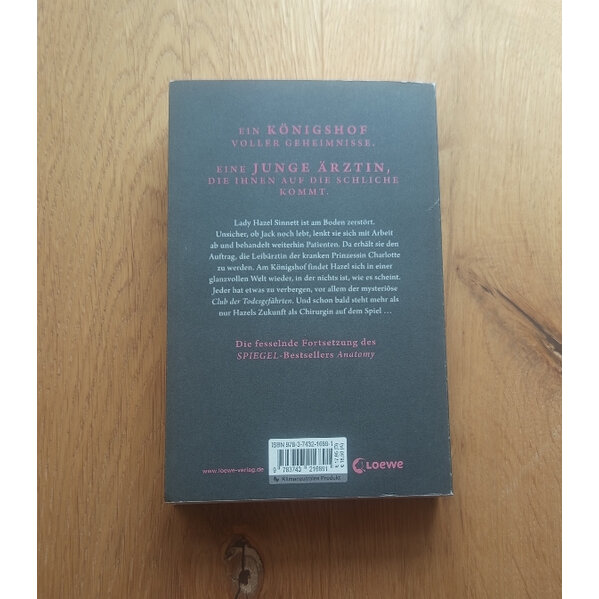 EIN KÖNIGSHOF
VOLLER GEHEIMNISSE.
EINE JUNGE ÄRZTIN,
DIE IHNEN AUF DIE SCHLICHE
KOMMT.
Lady Hazel Sinnett ist am Boden zerstört.
Unsicher, ob Jack noch lebt, lenkt sie sich mit Arbeit
ab und behandelt weiterhin Patienten. Da erhält sie den
Auftrag, die Leibärztin der kranken Prinzessin Charlotte
zu werden. Am Königshof findet Hazel sich in einer
glanzvollen Welt wieder, in der nichts ist, wie es scheint.
Jeder hat etwas zu verbergen, vor allem der mysteriöse
Club der Todesgefährten. Und schon bald steht mehr als
nur Hazels Zukunft als Chirurgin auf dem Spiel …
Die fesselnde Fortsetzung des
SPIEGEL-Bestsellers Anatomy
www.loewe-verlag.de
Loewe
Klimaneutrales Produkt